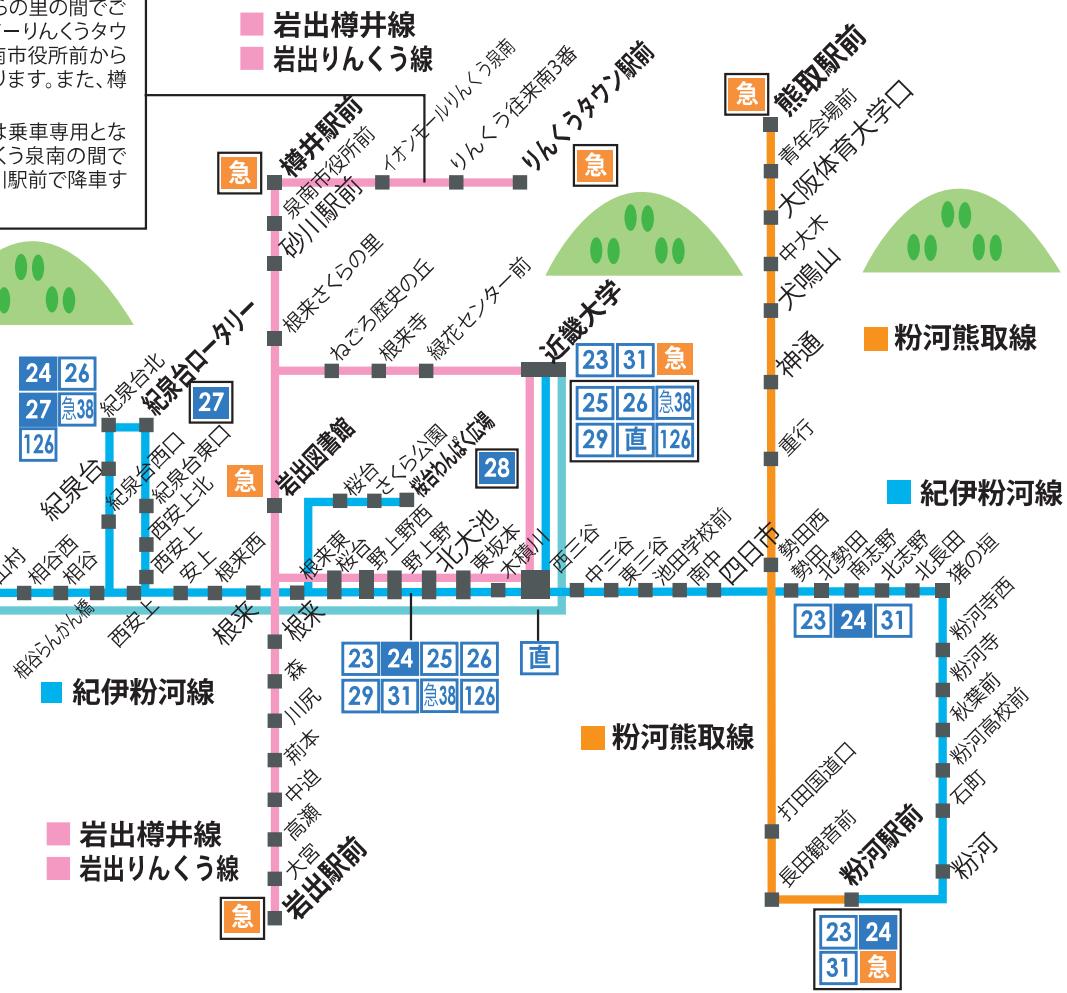 らの里の間でご
ーりんくうタウ
南市役所前から
ります。また、樽
は乗車専用とな
くう泉南の間で
川駅前で降車す
岩出樽井線
岩出りんくう線
急
樽井駅前
泉南市役所前
砂川駅前
イオンモールりんくう泉南
りんくう往来南3番
りんくうタウン駅前
急
急
熊取駅前
青年会場前
大阪体育大学口
中大木
犬鳴山
神通
重行
粉河熊取線
根来さくらの里
ねごろ歴史の丘
根来寺
緑花センター前
近畿大学
23 31 急
25 26 急38
29 直 126
24 26
27 急38
126
紀泉台北
紀泉台ロータリー
27
紀泉台
紀泉台西口
紀泉台東口
西安上北
西安上
急
岩出図書館
桜台
さくら公園
桜台わんぱく広場
28
紀伊粉河線
山村
相谷西
相谷
相谷らんかん橋
西安上
安上
根来西
根来
根来東
根来
桜台
野上野西
野上野
北大池
東坂本
木積川
西三谷
中三谷
東三谷
池田学校前
南中
四日市
勢田西
勢田
北勢田
南志野
北志野
北長田
猪の垣
23 24 31
粉河寺西
粉河寺
秋葉前
粉河高校前
石町
粉河
23 24 25 26
29 31 急38 126
直
紀伊粉河線
森
川尻
荊本
中迫
高瀬
大宮
岩出駅前
急
岩出樽井線
岩出りんくう線
粉河熊取線
打田国道口
長田観音前
粉河駅前
23 24
31 急